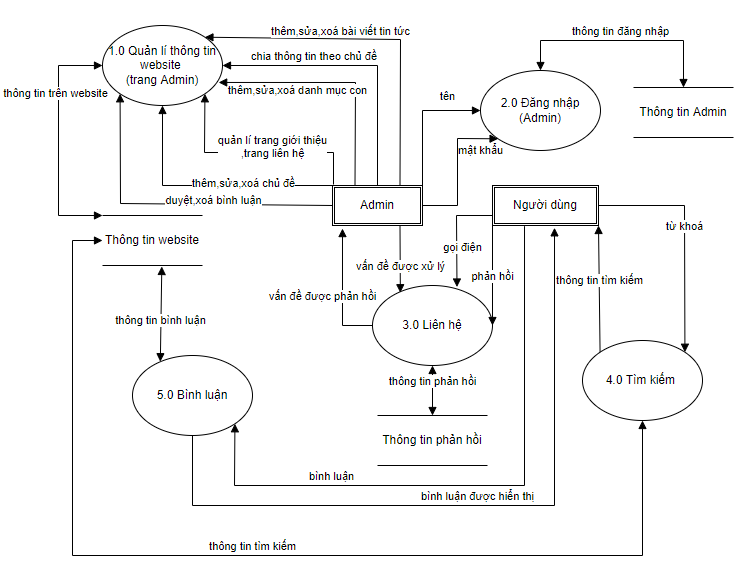 thêm,sửa,xoá bài viết tin tức
thông tin đăng nhập
1.0 Quản lí thông tin
website
(trang Admin)
chia thông tin theo chủ đề
thông tin trên website
thêm,sửa,xoá danh mục con
tên
2.0 Đăng nhập
(Admin)
Thông tin Admin
quản lí trang giới thiệu
,trang liên hệ
mật khẩu
thêm,sửa,xoá chủ đề
duyệt,xoá bình luận
Admin
Người dùng
từ khoá
Thông tin website
gọi điện
vấn đề được xử lý
phản hồi
thông tin tìm kiếm
vấn đề được phản hồi
thông tin bình luận
3.0 Liên hệ
thông tin phản hồi
4.0 Tìm kiếm
5.0 Bình luận
Thông tin phản hồi
bình luận
bình luận được hiển thị
thông tin tìm kiếm